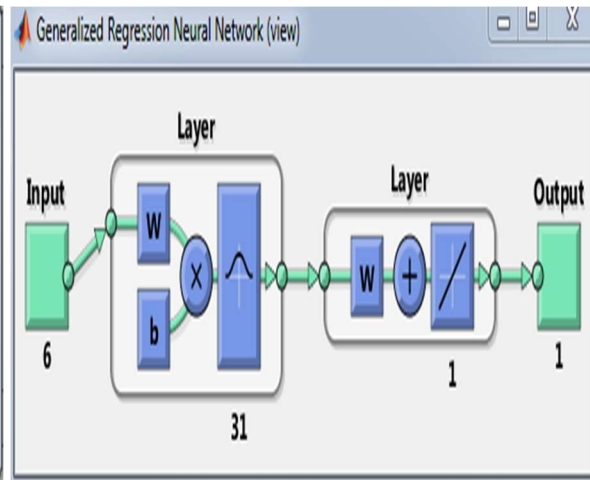 Generalized Regression Neural Network (view)
Layer
Layer
Input
Output
W
b
W
6
1
1
31